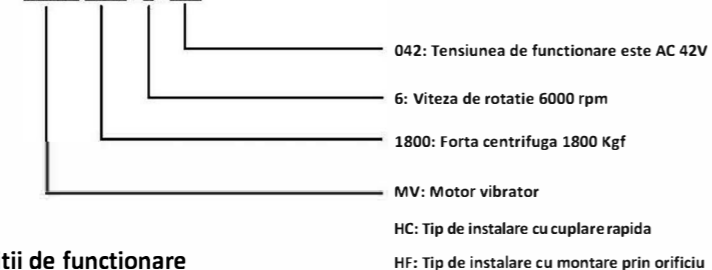 042: Tensiunea de functionare este AC 42V
6: Viteza de rotatie 6000 rpm
1800: Forta centrifuga 1800 Kgf
MV: Motor vibrator
HC: Tip de instalare cu cuplare rapida
HF: Tip de instalare cu montare prin orificiu
tii de functionare